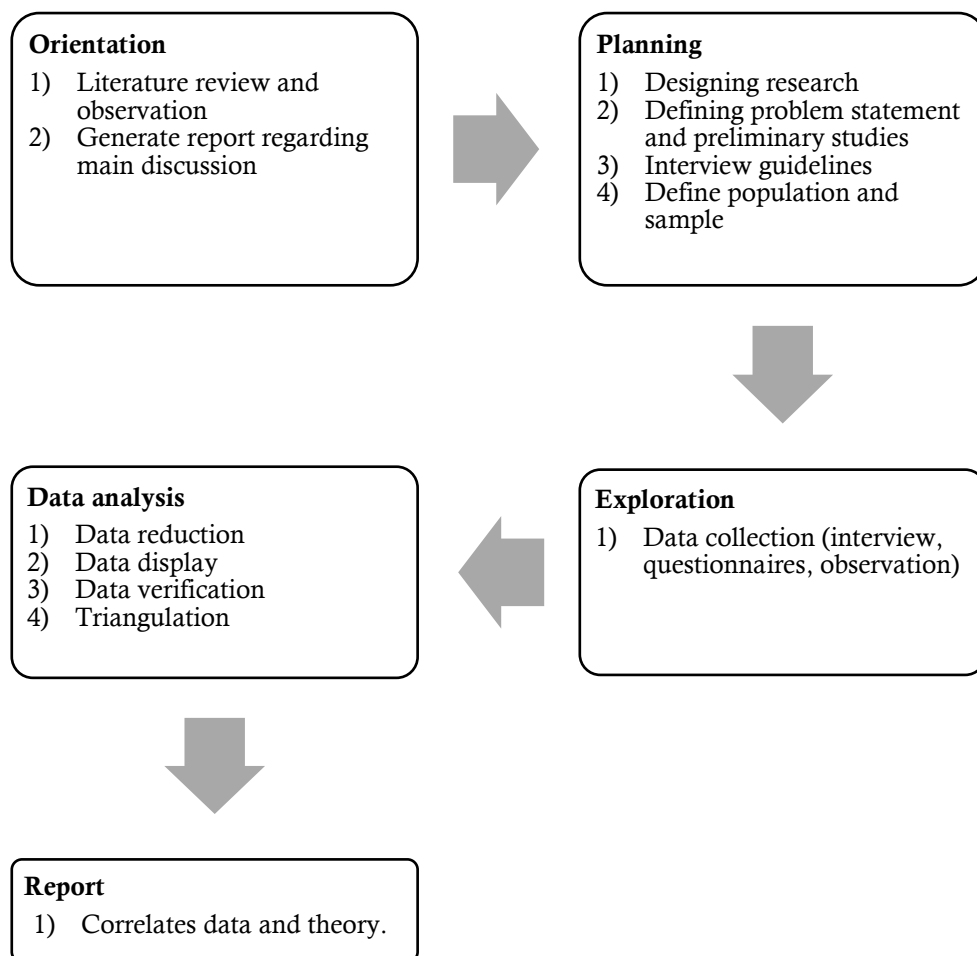 Orientation
1) Literature review and
observation
2) Generate report regarding
main discussion
Planning
1) Designing research
2) Defining problem statement
and preliminary studies
3) Interview guidelines
4) Define population and
sample
Exploration
1) Data collection (interview,
questionnaires, observation)
Data analysis
1) Data reduction
2) Data display
3) Data verification
4) Triangulation
Report
1) Correlates data and theory.